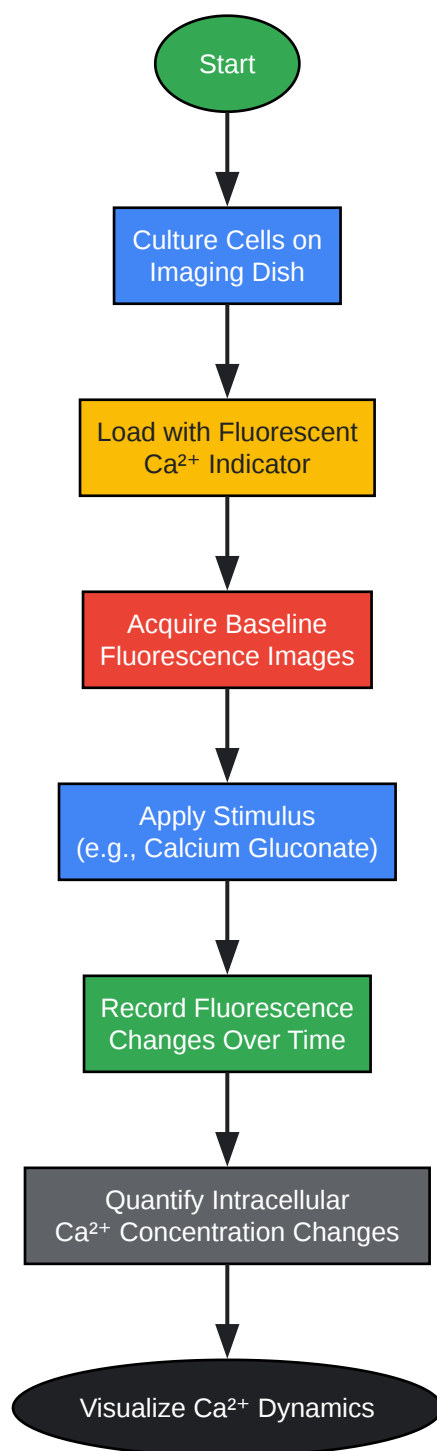 Start
Culture Cells on
Imaging Dish
Load with Fluorescent
Ca²⁺ Indicator
Acquire Baseline
Fluorescence Images
Apply Stimulus
(e.g., Calcium Gluconate)
Record Fluorescence
Changes Over Time
Quantify Intracellular
Ca²⁺ Concentration Changes
Visualize Ca²⁺ Dynamics